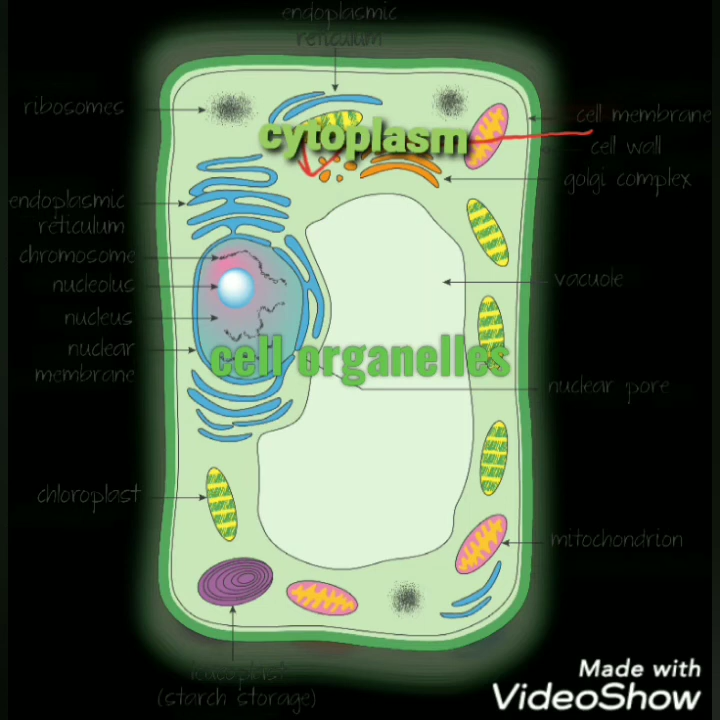 endoplasmic
reticulum
ribosomes
cytoplasm
cell membrane
cell wall
golgi complex
endoplasmic
reticulum
chromosome
nucleolus
nucleus
nuclear
membrane
vacuole
cell organelles
nuclear pore
chloroplast
mitochondrion
leucoplast
(starch storage)
Made with
VideoShow